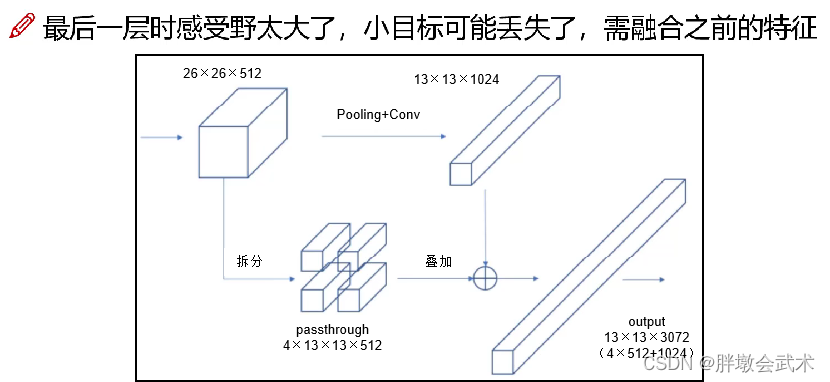 最后一层时感受野太大了，小目标可能丢失了，需融合之前的特征
26×26×512
13×13×1024
Pooling+Conv
拆分
叠加
passthrough
4×13×13×512
output
13×13×3072
（4×512+1024）
CSDN @胖墩会武术